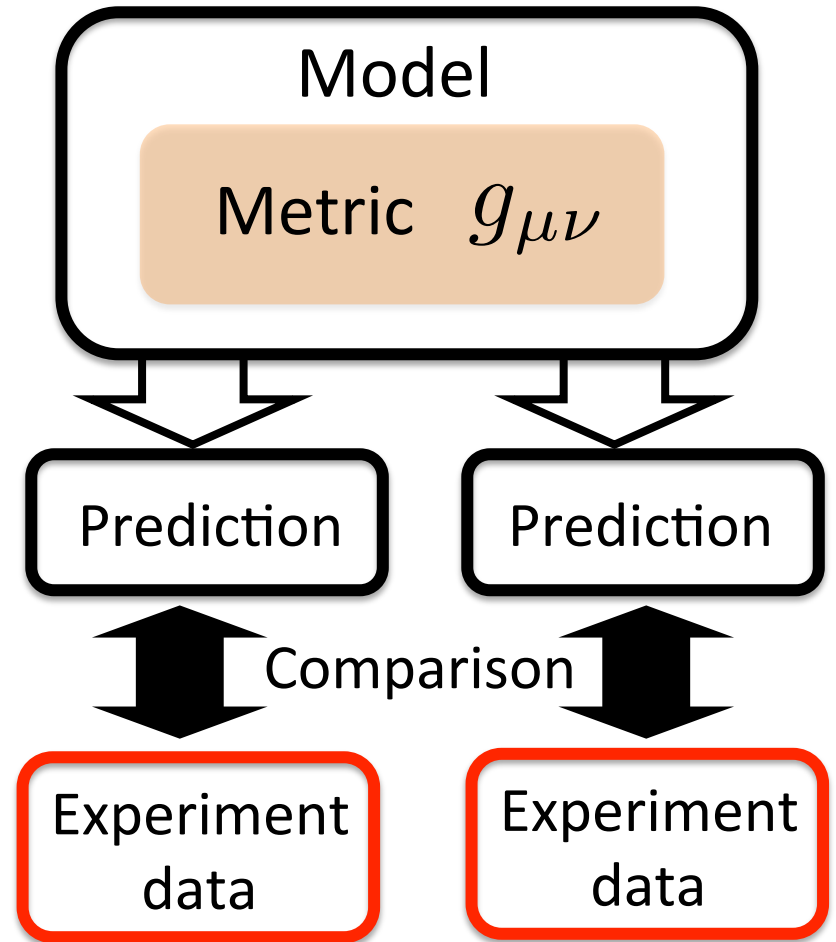 Model
Metric $g_{\mu\nu}$
Prediction Prediction
Comparison
Experiment Experiment
data data